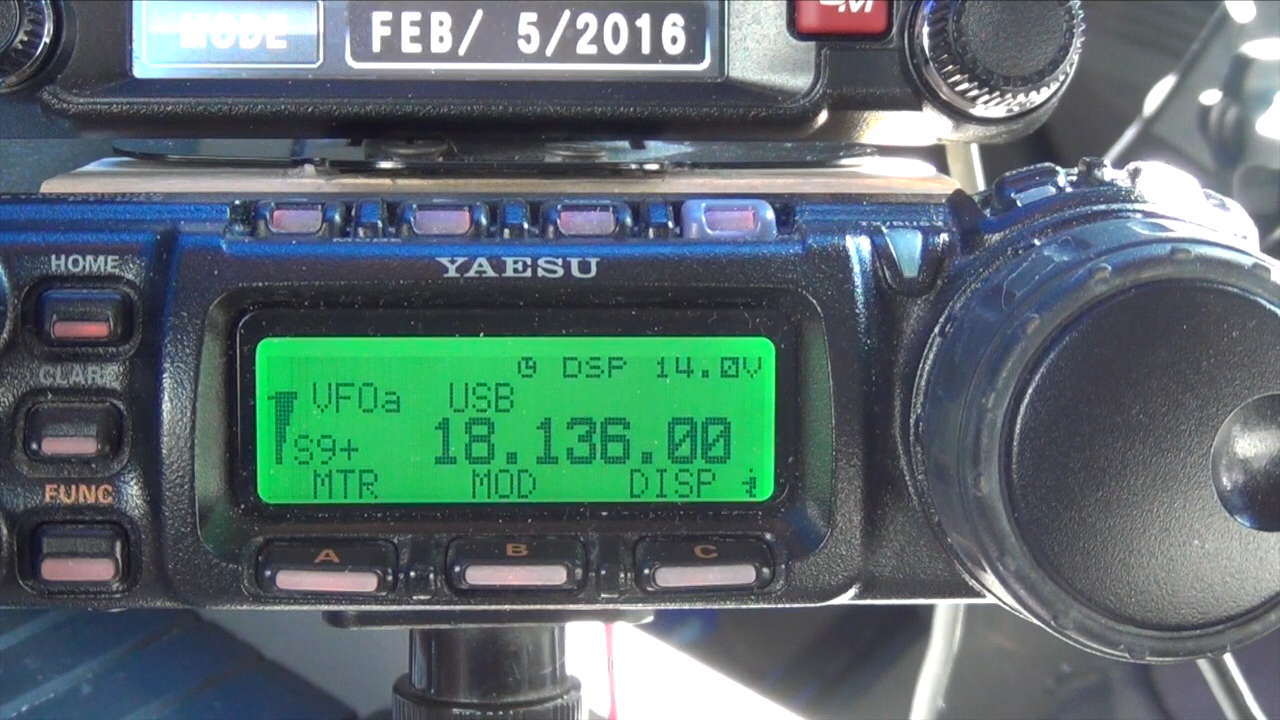 MODE FEB/ 5/2016
YAESU
HOME
CLAR
FUNC
DSP 14.0V
VFOa USB
S9+ 18.136.00
MTR MOD DISP
A B C